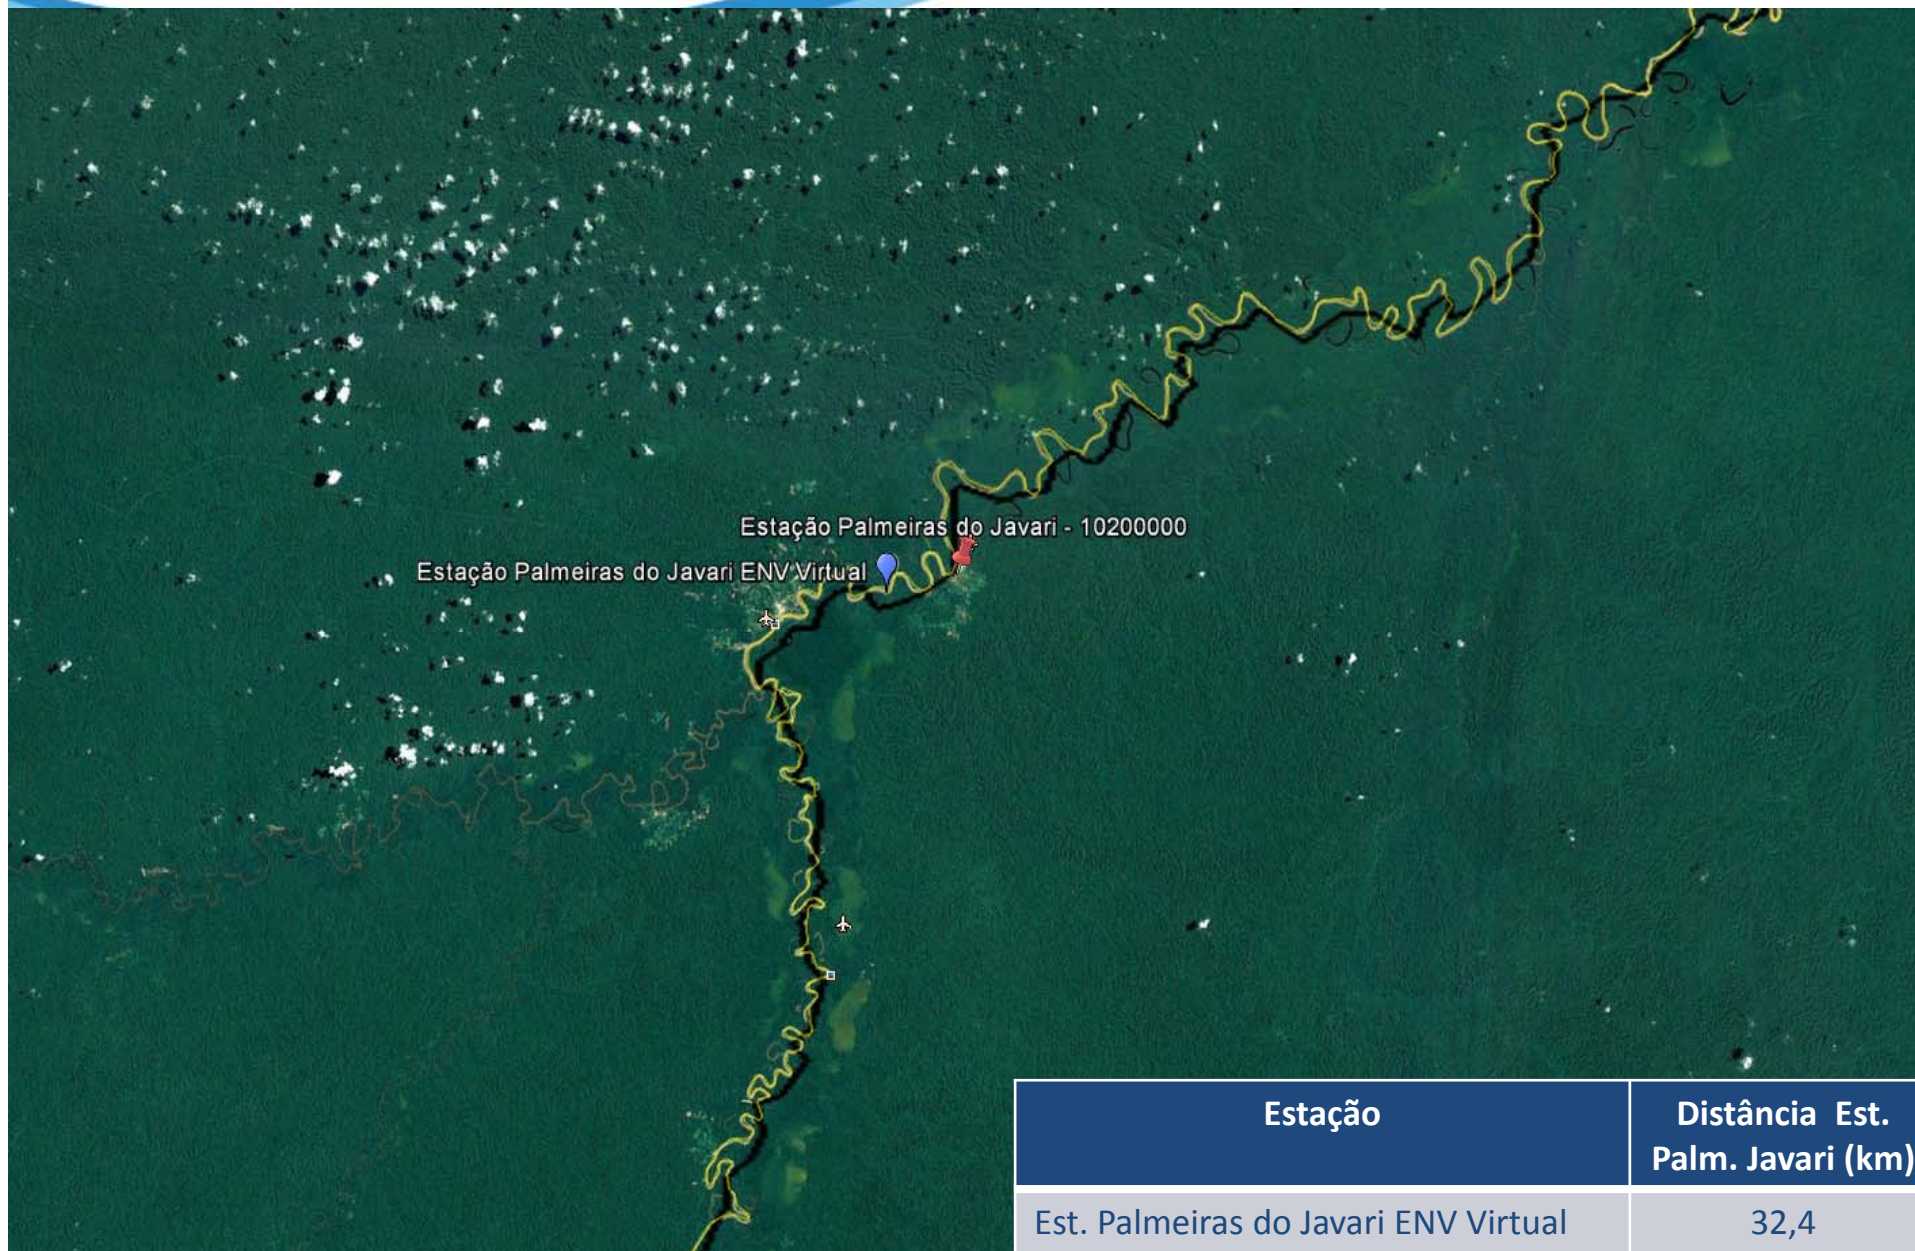 Estação Palmeiras do Javari - 10200000
Estação Palmeiras do Javari ENV Virtual
Estação
Distância Est.
Palm. Javari (km)
Est. Palmeiras do Javari ENV Virtual
32,4